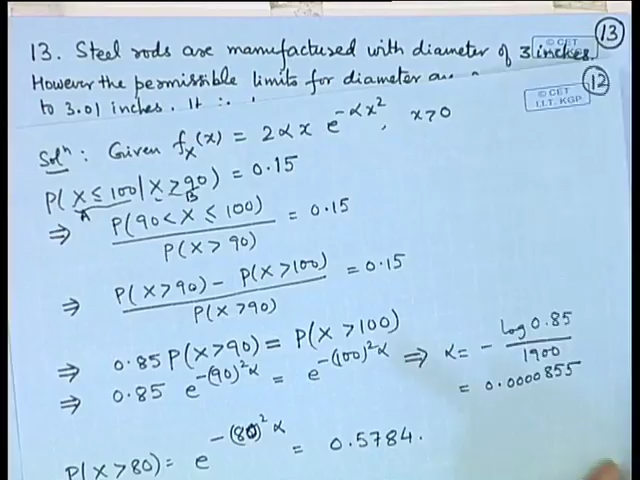 13
13. Steel rods are manufactured with diameter of 3 inches.
However the permissible limits for diameter
to 3.01 inches. It
12
© CET
I.I.T. KGP
Solⁿ : Given f_X(x) = 2αx e^{-αx²}, x>0
P(X ≤ 100 | X ≥ 90) = 0.15
A B
⇒ P(90 < X ≤ 100) / P(X > 90) = 0.15
⇒ P(X>90) - P(X>100) / P(X>90) = 0.15
⇒ 0.85 P(X>90) = P(X>100)
⇒ 0.85 e^{-(90)²α} = e^{-(100)²α} ⇒ α = - log 0.85 / 1900
= 0.0000855
P(X>80) = e^{-(80)²α} = 0.5784.